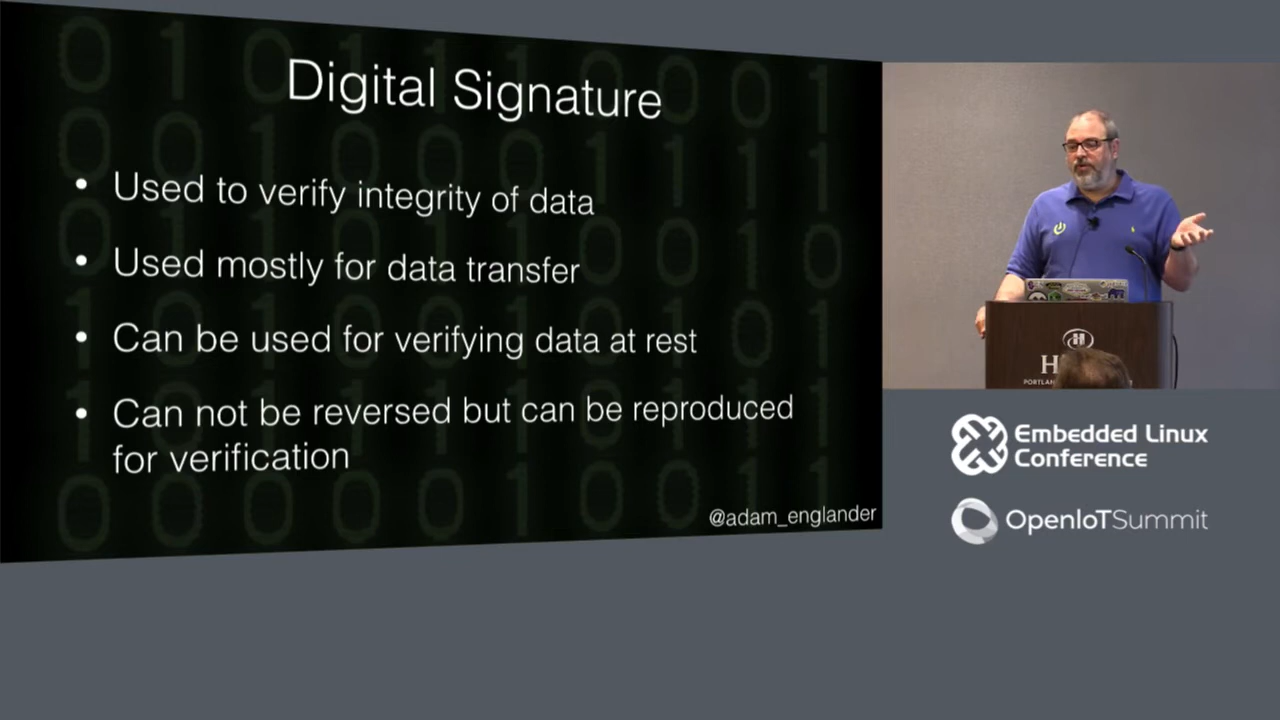 Digital Signature
• Used to verify integrity of data
• Used mostly for data transfer
• Can be used for verifying data at rest
• Can not be reversed but can be reproduced
for verification
@adam_englander
H
Embedded Linux
Conference
OpenIoTSummit